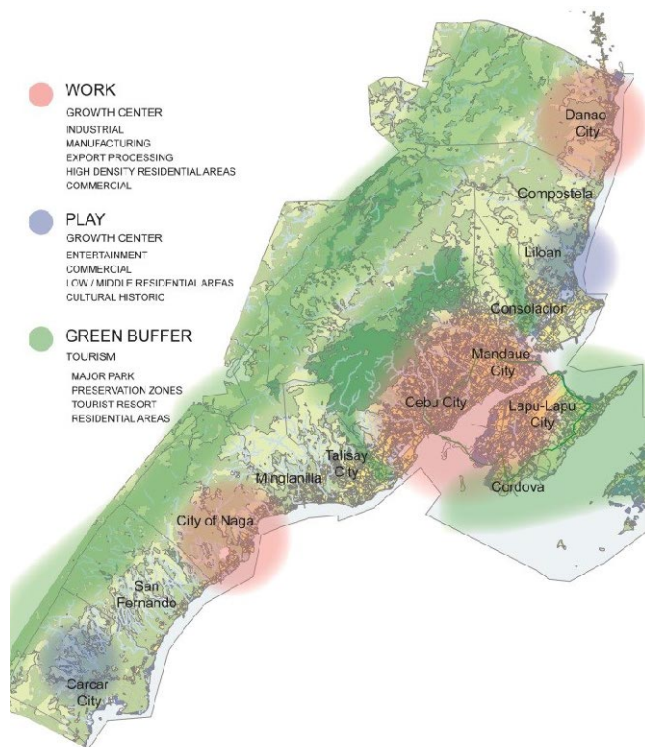 WORK
GROWTH CENTER
INDUSTRIAL
MANUFACTURING
EXPORT PROCESSING
HIGH DENSITY RESIDENTIAL AREAS
COMMERCIAL
PLAY
GROWTH CENTER
ENTERTAINMENT
COMMERCIAL
LOW / MIDDLE RESIDENTIAL AREAS
CULTURAL HISTORIC
GREEN BUFFER
TOURISM
MAJOR PARK
PRESERVATION ZONES
TOURIST RESORT
RESIDENTIAL AREAS
Danao
City
Compostela
Liloan
Consolacion
Mandaue
City
Cebu City
Lapu-Lapu
City
Talisay
City
Minglanilla
Cordova
City of Naga
San
Fernando
Carcar
City